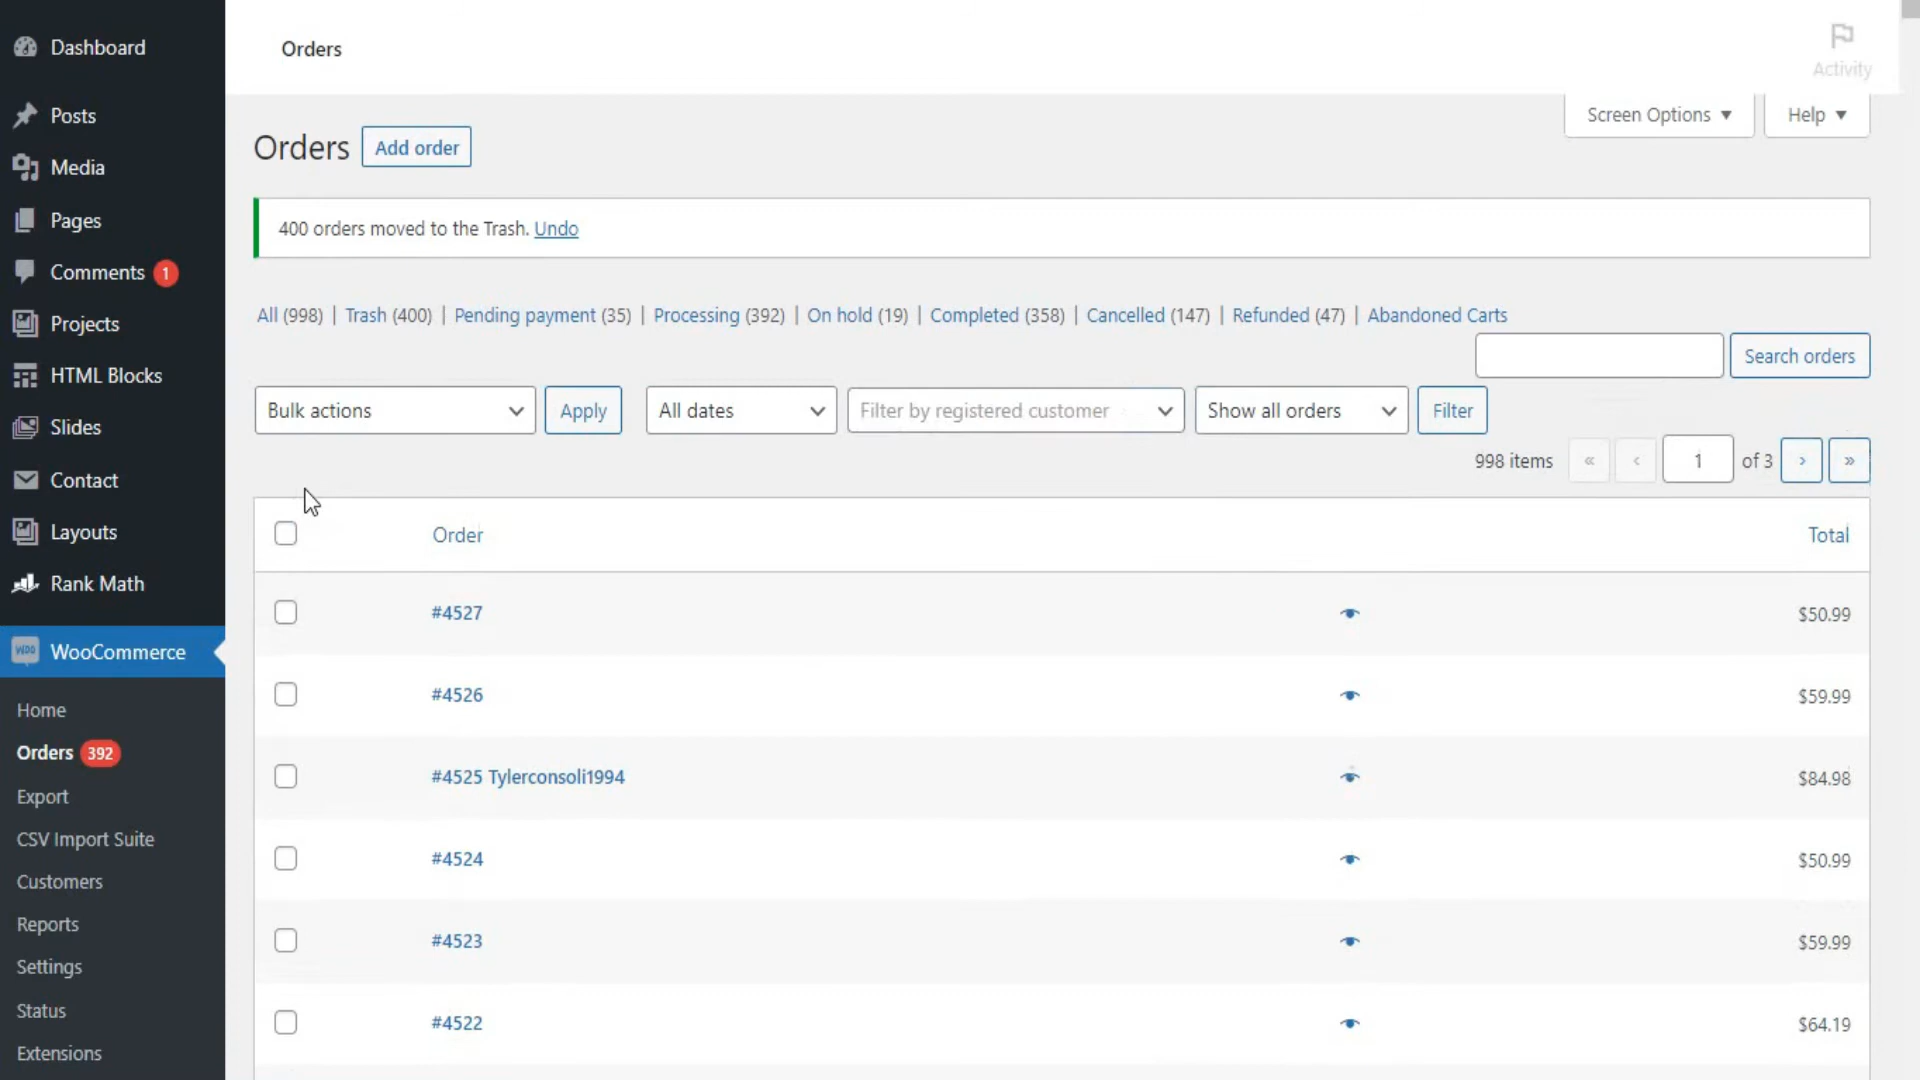 Dashboard
Posts
Media
Pages
Comments 1
Projects
HTML Blocks
Slides
Contact
Layouts
Rank Math
WOO WooCommerce
Home
Orders 392
Export
CSV Import Suite
Customers
Reports
Settings
Status
Extensions
Orders
Activity
Screen Options ▼
Help ▼
Orders Add order
400 orders moved to the Trash. Undo
All (998) | Trash (400) | Pending payment (35) | Processing (392) | On hold (19) | Completed (358) | Cancelled (147) | Refunded (47) | Abandoned Carts
Search orders
Bulk actions Apply All dates Filter by registered customer Show all orders Filter
998 items « ‹ 1 of 3 › »
Order Total
#4527 $50.99
#4526 $59.99
#4525 Tylerconsoli1994 $84.98
#4524 $50.99
#4523 $59.99
#4522 $64.19